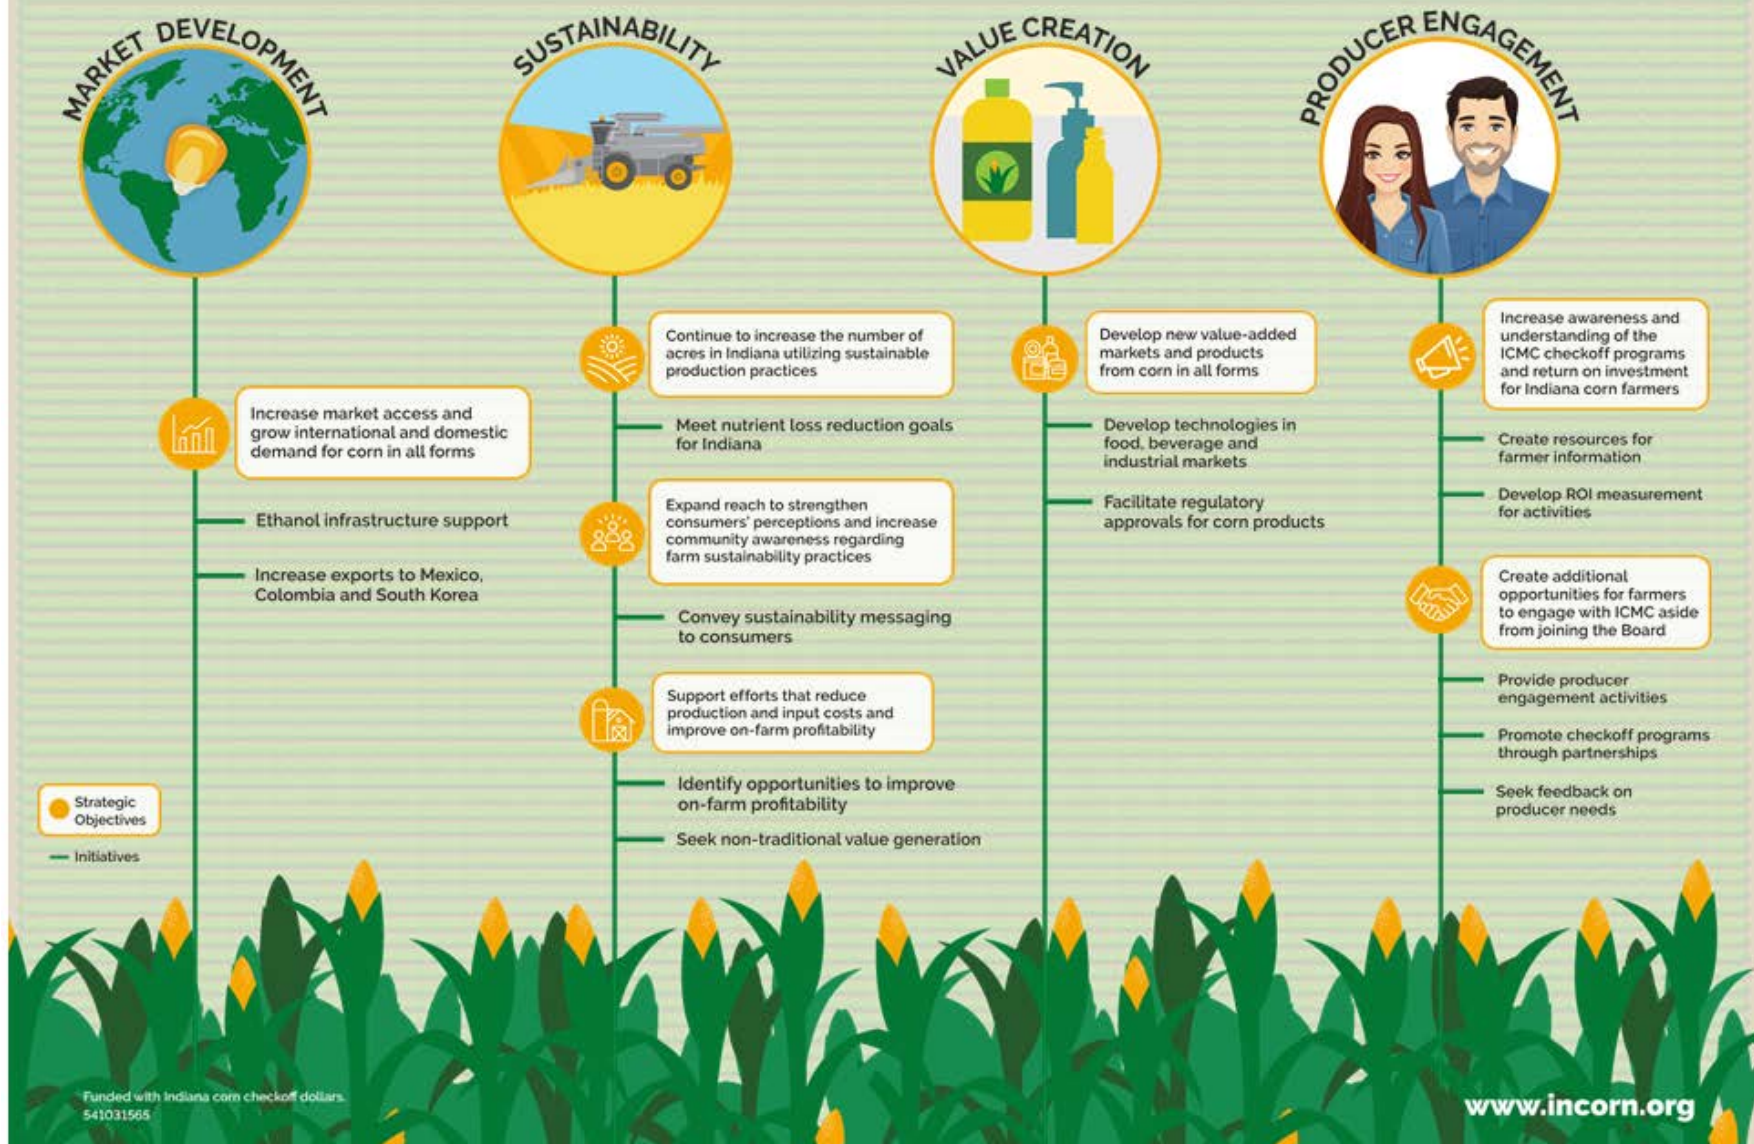 MARKET DEVELOPMENT
Increase market access and
grow international and domestic
demand for corn in all forms
Ethanol infrastructure support
Increase exports to Mexico,
Colombia and South Korea
SUSTAINABILITY
Continue to increase the number of
acres in Indiana utilizing sustainable
production practices
Meet nutrient loss reduction goals
for Indiana
Expand reach to strengthen
consumers' perceptions and increase
community awareness regarding
farm sustainability practices
Convey sustainability messaging
to consumers
Support efforts that reduce
production and input costs and
improve on-farm profitability
Identify opportunities to improve
on-farm profitability
Seek non-traditional value generation
VALUE CREATION
Develop new value-added
markets and products
from corn in all forms
Develop technologies in
food, beverage and
industrial markets
Facilitate regulatory
approvals for corn products
PRODUCER ENGAGEMENT
Increase awareness and
understanding of the
ICMC checkoff programs
and return on investment
for Indiana corn farmers
Create resources for
farmer information
Develop ROI measurement
for activities
Create additional
opportunities for farmers
to engage with ICMC aside
from joining the Board
Provide producer
engagement activities
Promote checkoff programs
through partnerships
Seek feedback on
producer needs
Strategic
Objectives
Initiatives
Funded with Indiana corn checkoff dollars.
541031565
www.incorn.org